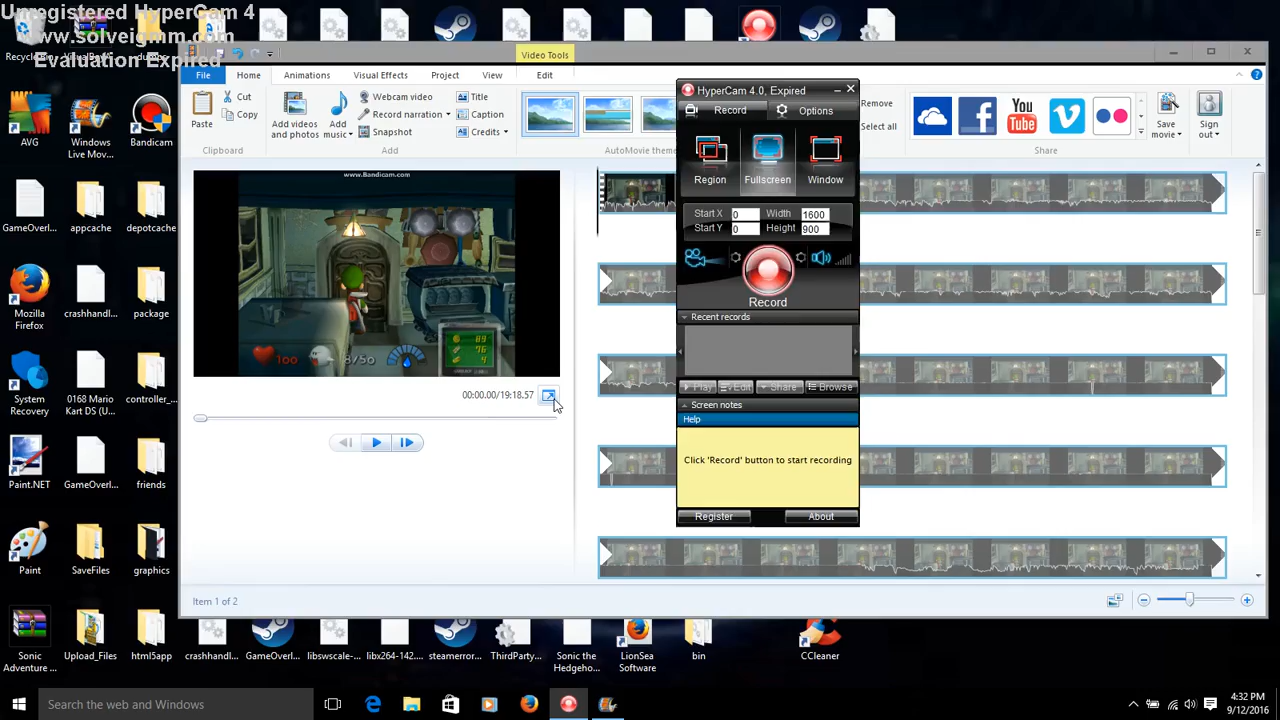 Unregistered HyperCam 4
www.solveigmm.com
Evaluation Expired
Video Tools
File
Home
Animations
Visual Effects
Project
View
Edit
Paste
Cut
Copy
Clipboard
Add videos and photos
Add music
Webcam video
Record narration
Snapshot
Title
Caption
Credits
Add
AutoMovie theme
Remove
Select all
You Tube
Share
Save movie
Sign out
HyperCam 4.0, Expired
Record
Options
Region
Fullscreen
Window
Start X 0 Width 1600
Start Y 0 Height 900
Record
Recent records
Play
Edit
Share
Browse
Screen notes
Help
Click 'Record' button to start recording
Register
About
www.Bandicam.com
100
8/50
89
76
4
00:00.00/19:18.57
Item 1 of 2
AVG
Windows Live Mov...
Bandicam
GameOverl...
appcache
depotcache
Mozilla Firefox
crashhandl...
package
System Recovery
0168 Mario Kart DS (U...
controller_...
Paint.NET
GameOverl...
friends
Paint
SaveFiles
graphics
Sonic Adventure ...
Upload_Files
html5app
crashhandl...
GameOverl...
libswscale-...
libx264-142...
steamerror...
ThirdParty...
Sonic the Hedgeho...
LionSea Software
bin
CCleaner
Search the web and Windows
4:32 PM
9/12/2016